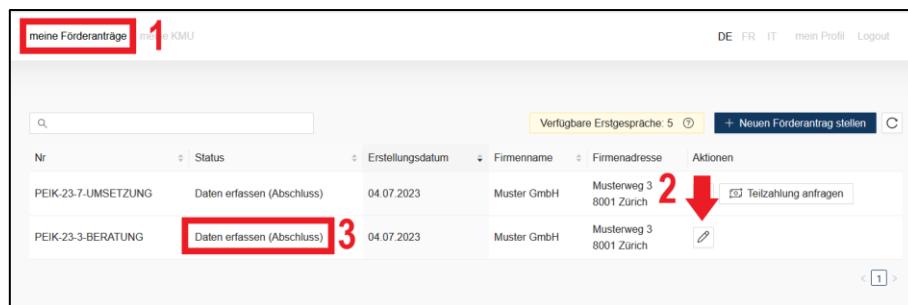 meine Förderanträge 1 meine KMU DE FR IT mein Profil Logout
Verfügbare Erstgespräche: 5 ? + Neuen Förderantrag stellen
Nr Status Erstellungsdatum Firmenname Firmenadresse Aktionen
PEIK-23-7-UMSETZUNG Daten erfassen (Abschluss) 04.07.2023 Muster GmbH Musterweg 3
8001 Zürich 2 Teilzahlung anfragen
PEIK-23-3-BERATUNG Daten erfassen (Abschluss) 3 04.07.2023 Muster GmbH Musterweg 3
8001 Zürich
< 1 >